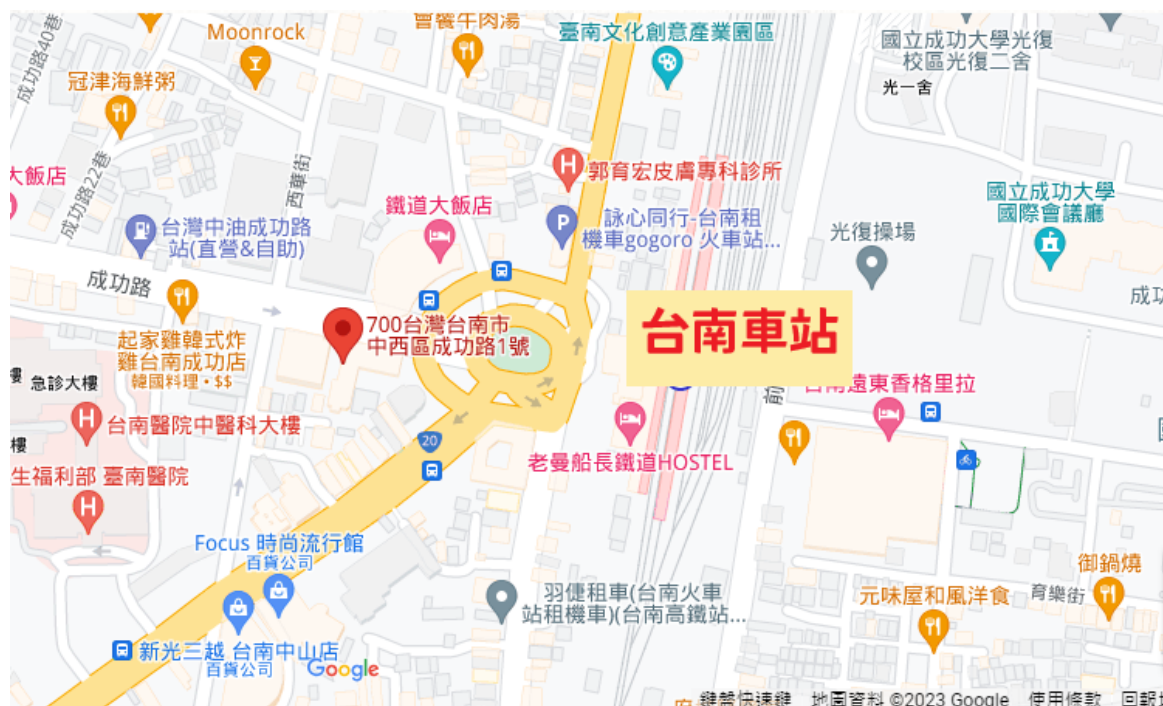 成功路40巷
Moonrock
會饗牛肉湯
臺南文化創意產業園區
國立成功大學光復
校區光復二舍
光一舍
冠津海鮮粥
大飯店
成功路22巷
西華街
郭育宏皮膚專科診所
鐵道大飯店
台灣中油成功路
站(直營&自助)
詠心同行-台南租
機車gogoro 火車站...
國立成功大學
國際會議廳
光復操場
成功路
成功
700台灣台南市
中西區成功路1號
台南車站
起家雞韓式炸
雞台南成功店
韓國料理・$$
急診大樓
樓
台南遠東香格里拉
前
台南醫院中醫科大樓
20
樓
老曼船長鐵道HOSTEL
生福利部 臺南醫院
Focus 時尚流行館
百貨公司
羽倢租車(台南火車
站租機車)(台南高鐵站...
御鍋燒
育樂街
元味屋和風洋食
新光三越 台南中山店
百貨公司
Google
鍵盤快速鍵 地圖資料 ©2023 Google 使用條款